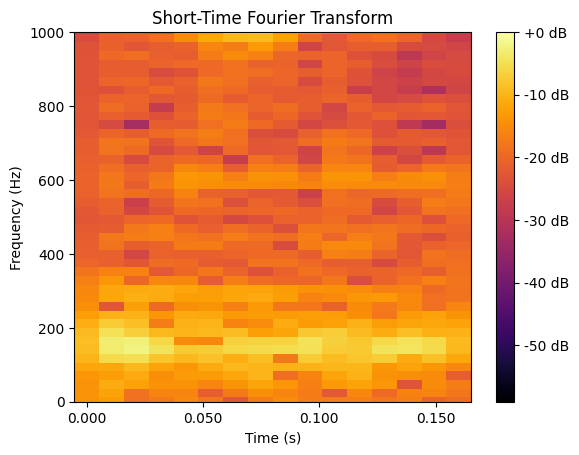 Short-Time Fourier Transform
1000
800
600
400
200
0
Frequency (Hz)
0.000
0.050
0.100
0.150
Time (s)
+0 dB
-10 dB
-20 dB
-30 dB
-40 dB
-50 dB